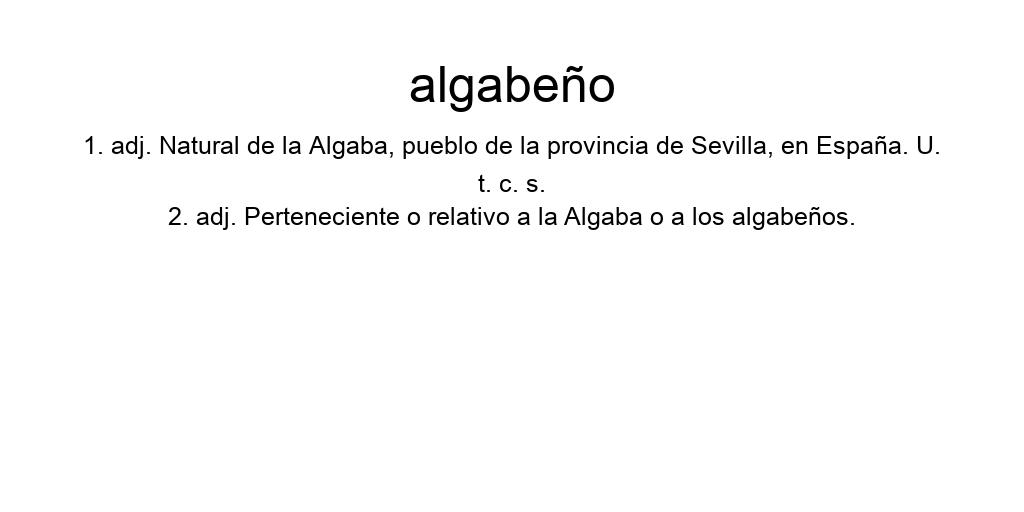 algabeño
1. adj. Natural de la Algaba, pueblo de la provincia de Sevilla, en España. U.
t. c. s.
2. adj. Perteneciente o relativo a la Algaba o a los algabeños.